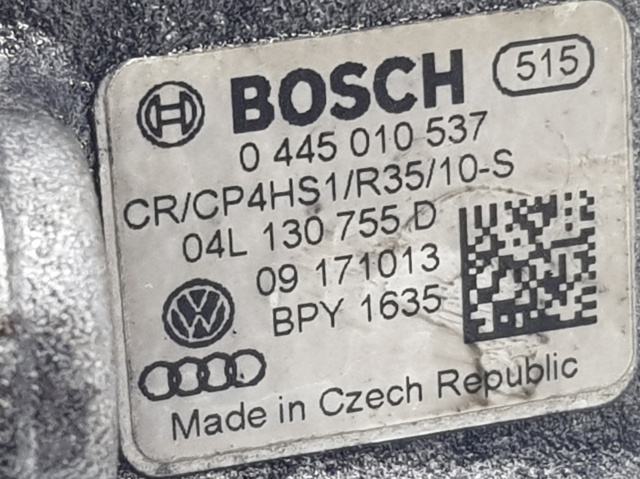 BOSCH 515
0 445 010 537
CR/CP4HS1/R35/10-S
04L 130 755 D
09 171013
BPY 1635
Made in Czech Republic